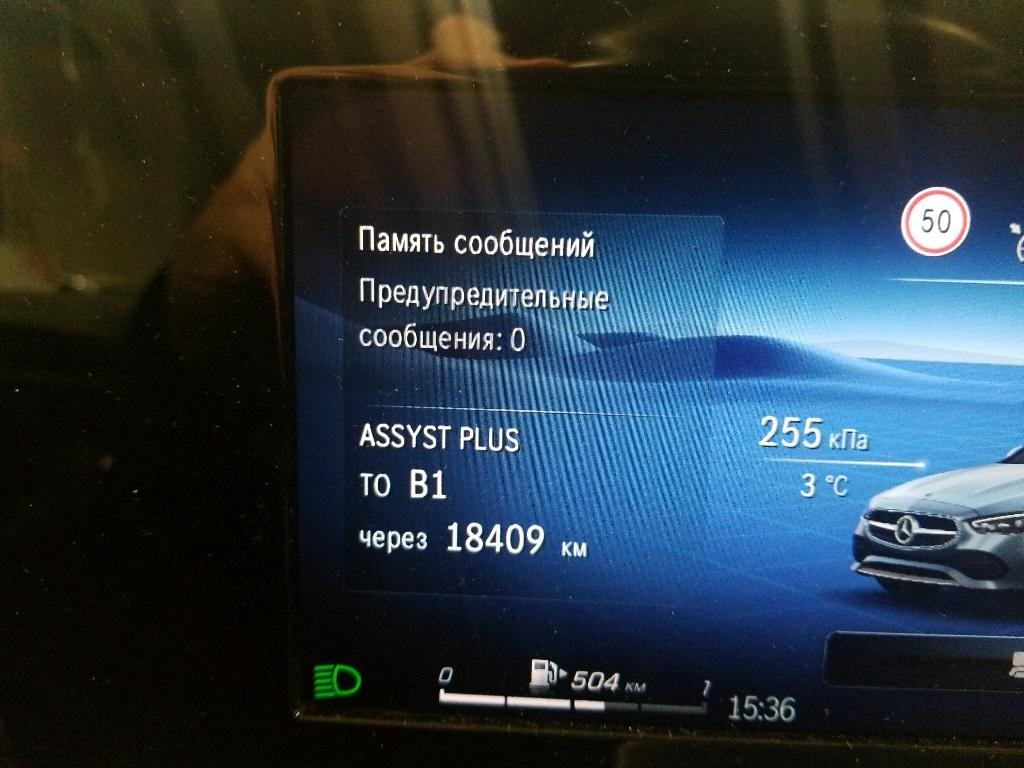 Память сообщений
Предупредительные
сообщения: 0
50
ASSYST PLUS
ТО B1
через 18409 км
255 кПа
3 °C
0
504 км
1
15:36